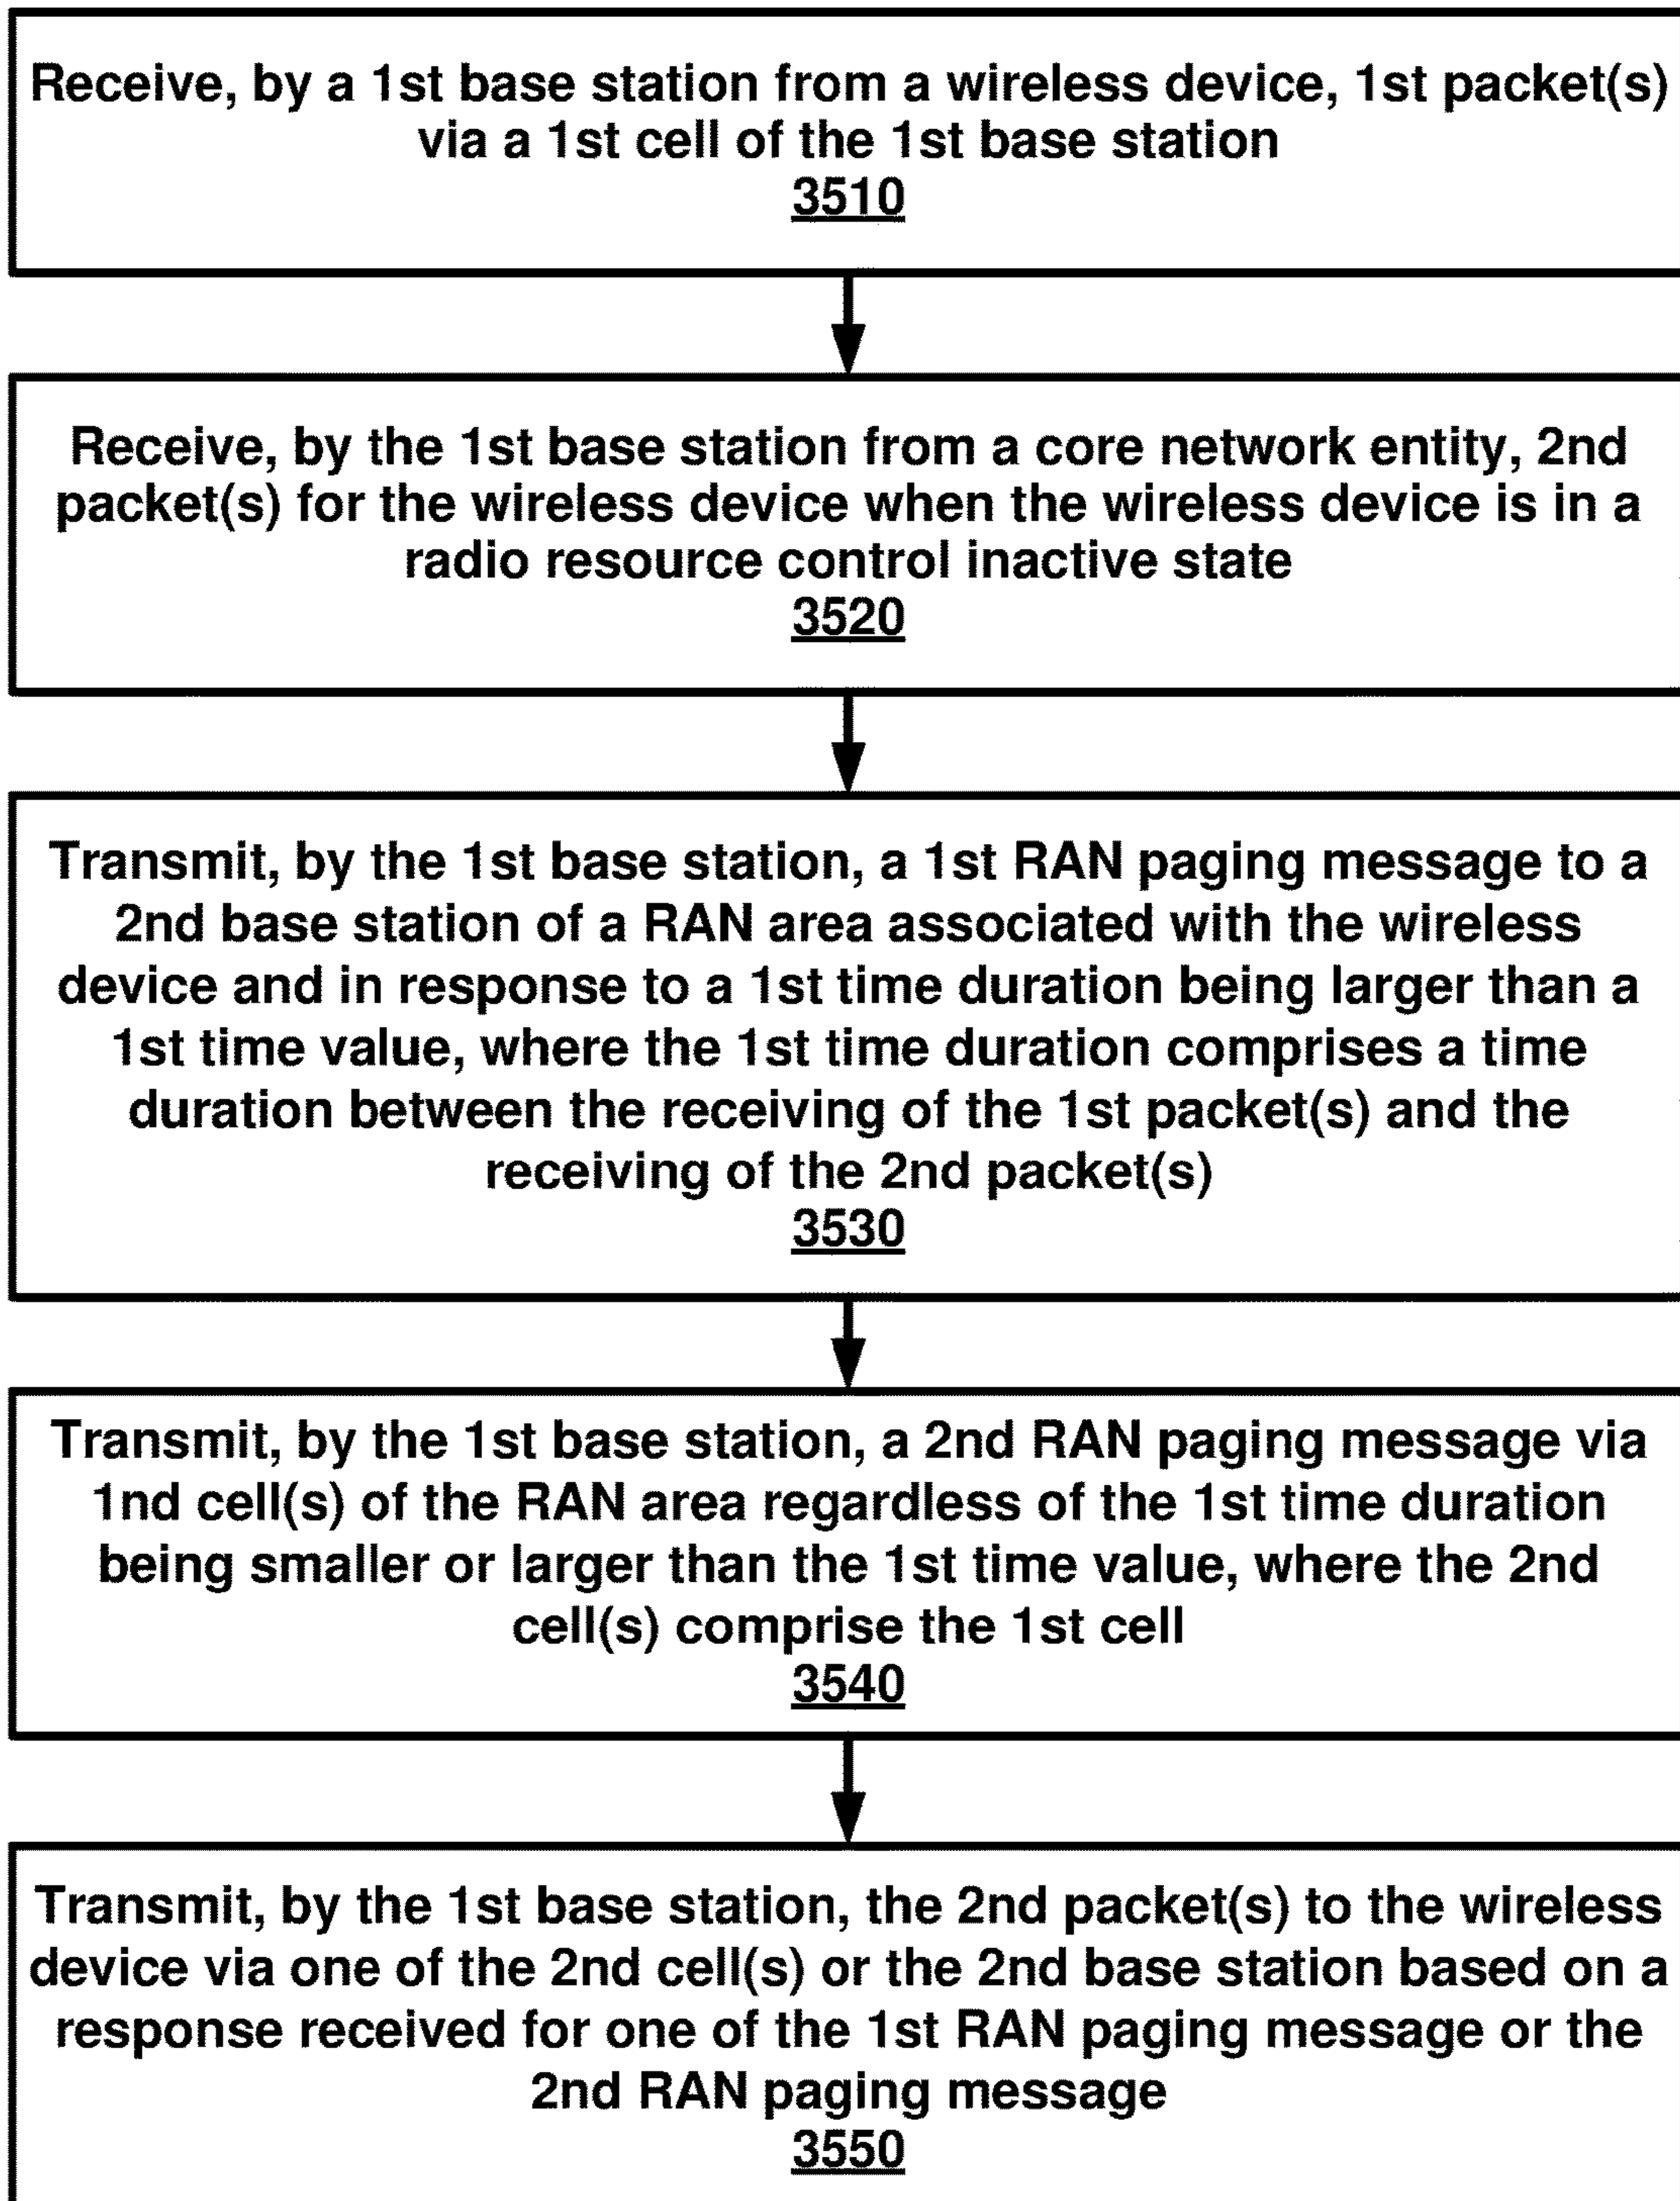 Receive, by a 1st base station from a wireless device, 1st packet(s)
via a 1st cell of the 1st base station
3510
Receive, by the 1st base station from a core network entity, 2nd
packet(s) for the wireless device when the wireless device is in a
radio resource control inactive state
3520
Transmit, by the 1st base station, a 1st RAN paging message to a
2nd base station of a RAN area associated with the wireless
device and in response to a 1st time duration being larger than a
1st time value, where the 1st time duration comprises a time
duration between the receiving of the 1st packet(s) and the
receiving of the 2nd packet(s)
3530
Transmit, by the 1st base station, a 2nd RAN paging message via
1nd cell(s) of the RAN area regardless of the 1st time duration
being smaller or larger than the 1st time value, where the 2nd
cell(s) comprise the 1st cell
3540
Transmit, by the 1st base station, the 2nd packet(s) to the wireless
device via one of the 2nd cell(s) or the 2nd base station based on a
response received for one of the 1st RAN paging message or the
2nd RAN paging message
3550